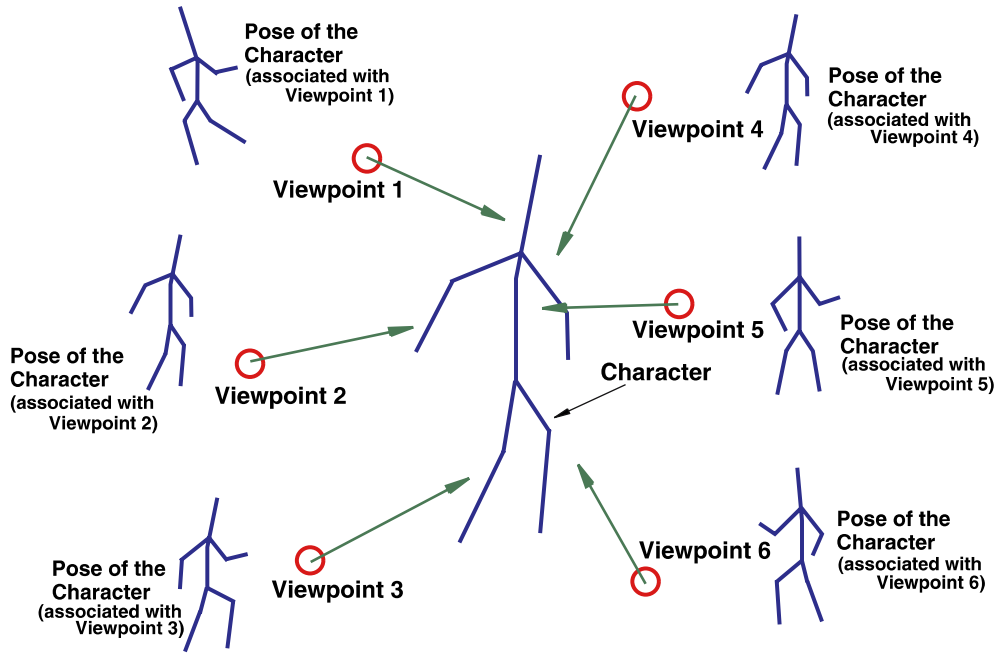 Pose of the
Character
(associated with
Viewpoint 1)
Viewpoint 1
Viewpoint 4
Pose of the
Character
(associated with
Viewpoint 4)
Pose of the
Character
(associated with
Viewpoint 2)
Viewpoint 2
Viewpoint 5
Character
Pose of the
Character
(associated with
Viewpoint 5)
Pose of the
Character
(associated with
Viewpoint 3)
Viewpoint 3
Viewpoint 6
Pose of the
Character
(associated with
Viewpoint 6)